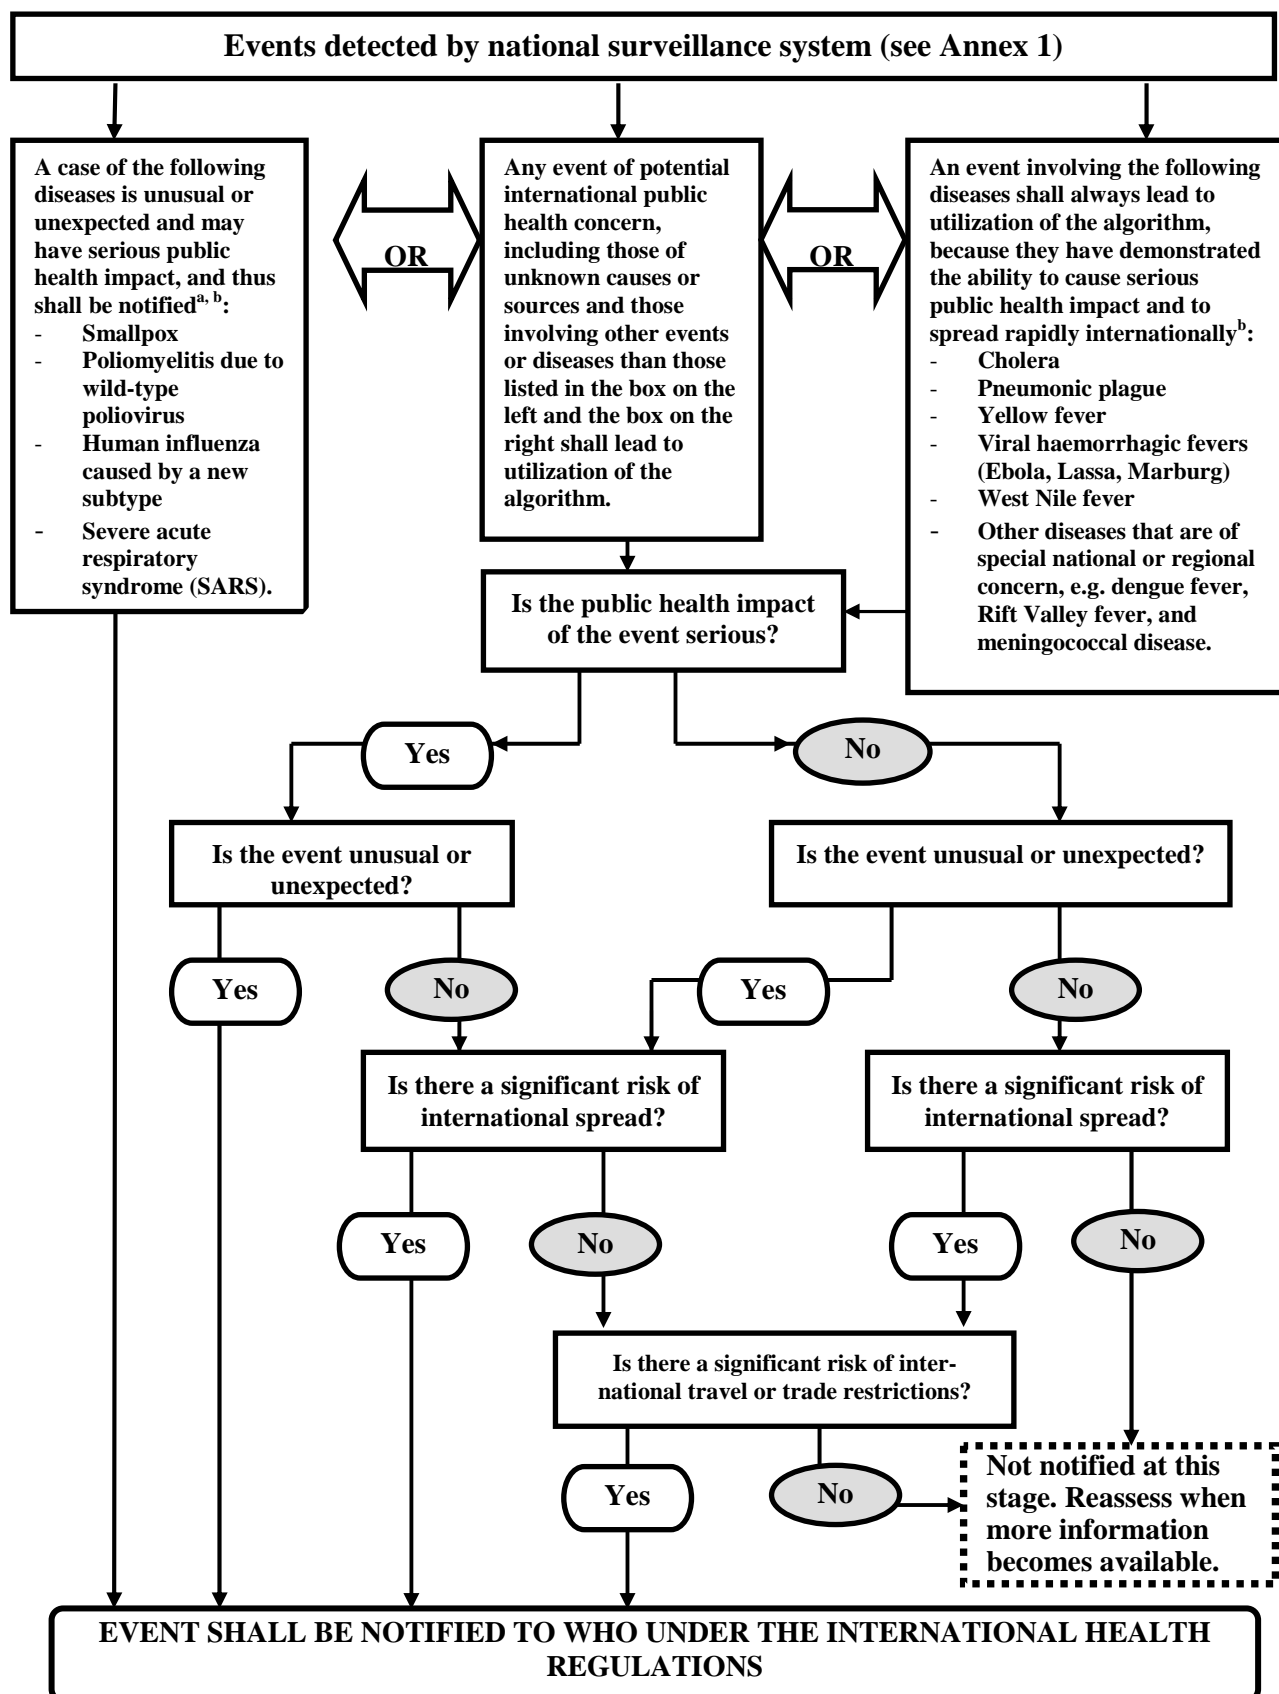 Events detected by national surveillance system (see Annex 1)
A case of the following
diseases is unusual or
unexpected and may
have serious public
health impact, and thus
shall be notifiedᵃ, ᵇ:
- Smallpox
- Poliomyelitis due to
wild-type
poliovirus
- Human influenza
caused by a new
subtype
- Severe acute
respiratory
syndrome (SARS).
OR
Any event of potential
international public
health concern,
including those of
unknown causes or
sources and those
involving other events
or diseases than those
listed in the box on the
left and the box on the
right shall lead to
utilization of the
algorithm.
OR
An event involving the following
diseases shall always lead to
utilization of the algorithm,
because they have demonstrated
the ability to cause serious
public health impact and to
spread rapidly internationallyᵇ:
- Cholera
- Pneumonic plague
- Yellow fever
- Viral haemorrhagic fevers
(Ebola, Lassa, Marburg)
- West Nile fever
- Other diseases that are of
special national or regional
concern, e.g. dengue fever,
Rift Valley fever, and
meningococcal disease.
Is the public health impact
of the event serious?
Yes
No
Is the event unusual or
unexpected?
Is the event unusual or unexpected?
Yes
No
Yes
No
Is there a significant risk of
international spread?
Is there a significant risk of
international spread?
Yes
No
Yes
No
Is there a significant risk of inter-
national travel or trade restrictions?
Yes
No
Not notified at this
stage. Reassess when
more information
becomes available.
EVENT SHALL BE NOTIFIED TO WHO UNDER THE INTERNATIONAL HEALTH
REGULATIONS